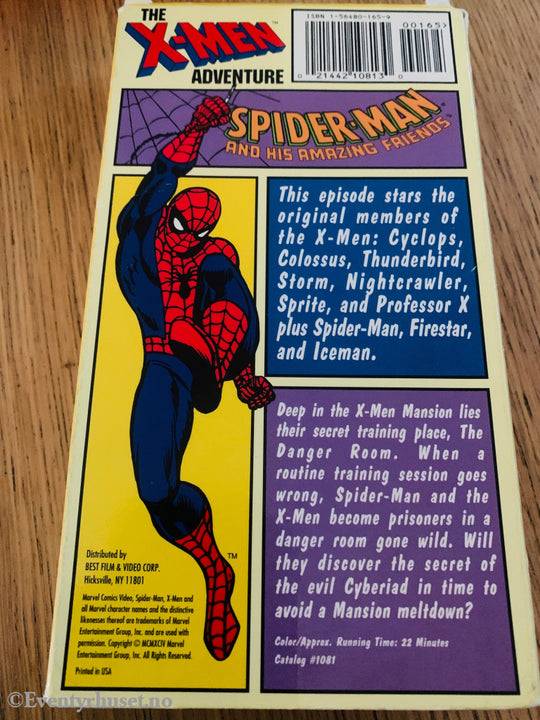 THE
X-MEN™
ADVENTURE
ISBN 1-56480-165-9
00165>
0 21442 10813 0
SPIDER-MAN
AND HIS AMAZING FRIENDS™
This episode stars the
original members of
the X-Men: Cyclops,
Colossus, Thunderbird,
Storm, Nightcrawler,
Sprite, and Professor X
plus Spider-Man, Firestar,
and Iceman.
Deep in the X-Men Mansion lies
their secret training place, The
Danger Room. When a
routine training session goes
wrong, Spider-Man and the
X-Men become prisoners in a
danger room gone wild. Will
they discover the secret of
the evil Cyberiad in time to
avoid a Mansion meltdown?
Color/Approx. Running Time: 22 Minutes
Catalog #1081
TM
Distributed by
BEST FILM & VIDEO CORP.
Hicksville, NY 11801
Marvel Comics Video, Spider-Man, X-Men and
all Marvel character names and the distinctive
likenesses thereof are trademarks of Marvel
Entertainment Group, Inc. and are used with
permission. Copyright © MCMXCIV Marvel
Entertainment Group, Inc. All Rights Reserved.
Printed in USA
©Eventyrhuset.no